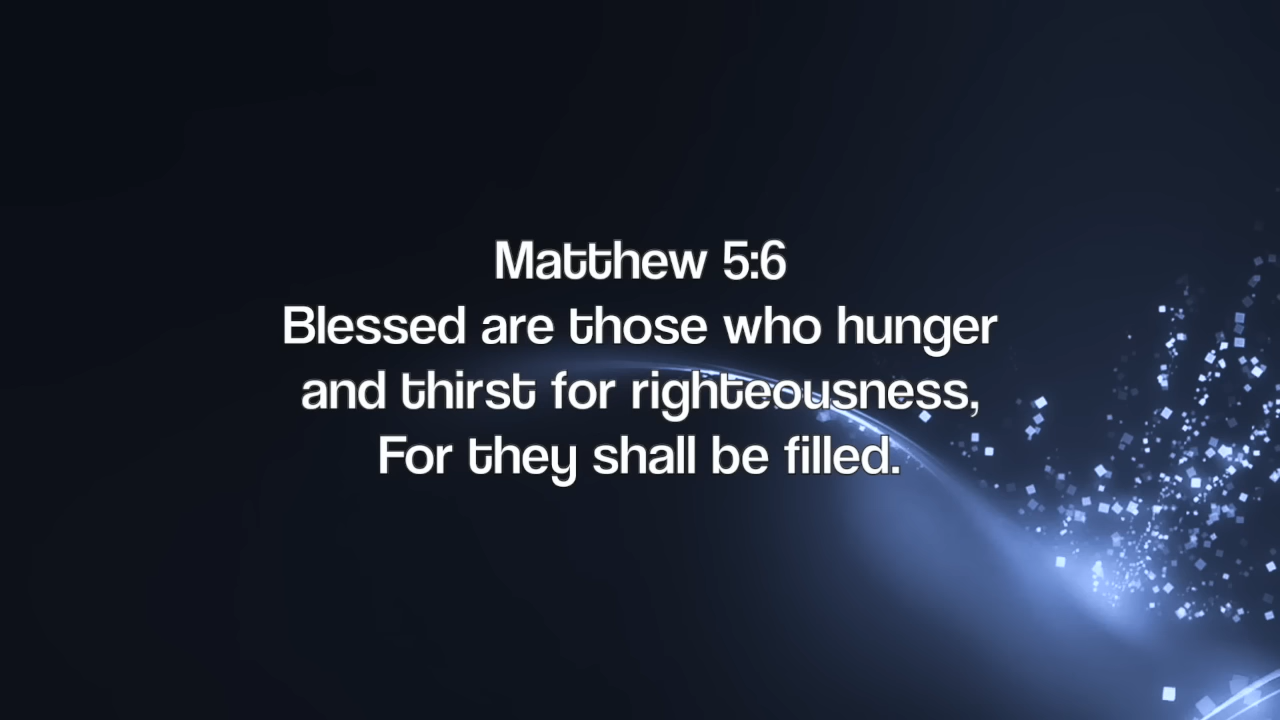 Matthew 5:6
Blessed are those who hunger
and thirst for righteousness,
For they shall be filled.